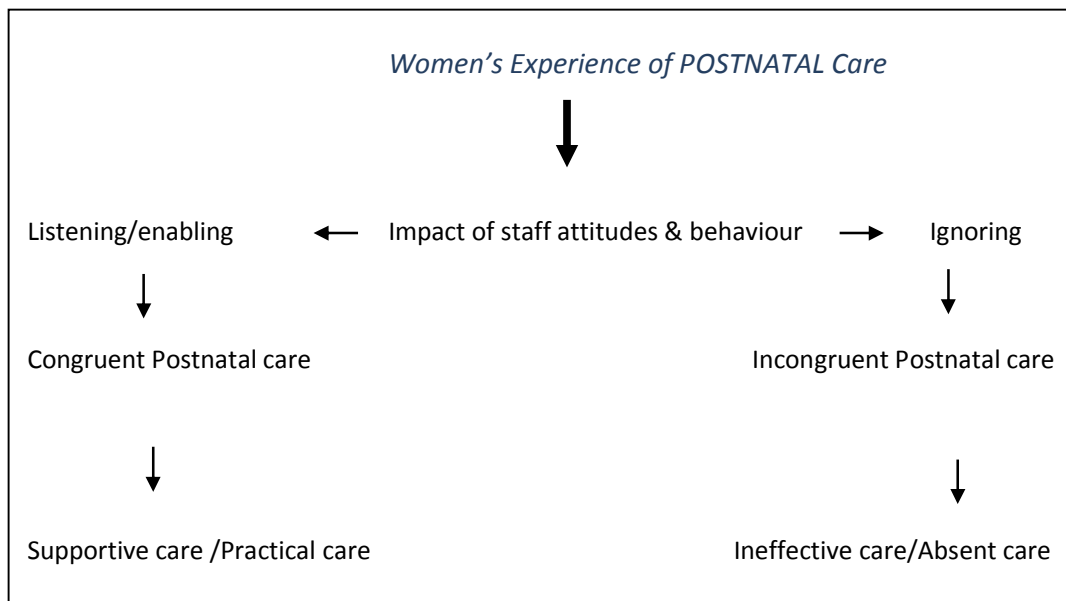 Women’s Experience of POSTNATAL Care
Listening/enabling Impact of staff attitudes & behaviour Ignoring
Congruent Postnatal care Incongruent Postnatal care
Supportive care /Practical care Ineffective care/Absent care